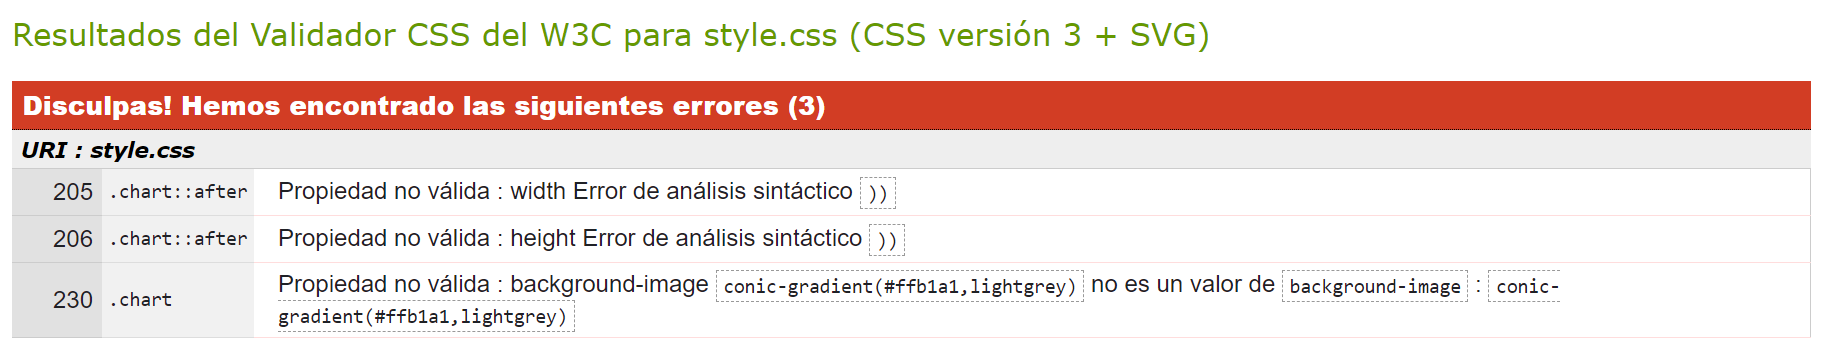 Resultados del Validador CSS del W3C para style.css (CSS versión 3 + SVG)
Disculpas! Hemos encontrado las siguientes errores (3)
URI : style.css
205 .chart::after Propiedad no válida : width Error de análisis sintáctico ))
206 .chart::after Propiedad no válida : height Error de análisis sintáctico ))
230 .chart Propiedad no válida : background-image conic-gradient(#ffb1a1,lightgrey) no es un valor de background-image : conic-
gradient(#ffb1a1,lightgrey)